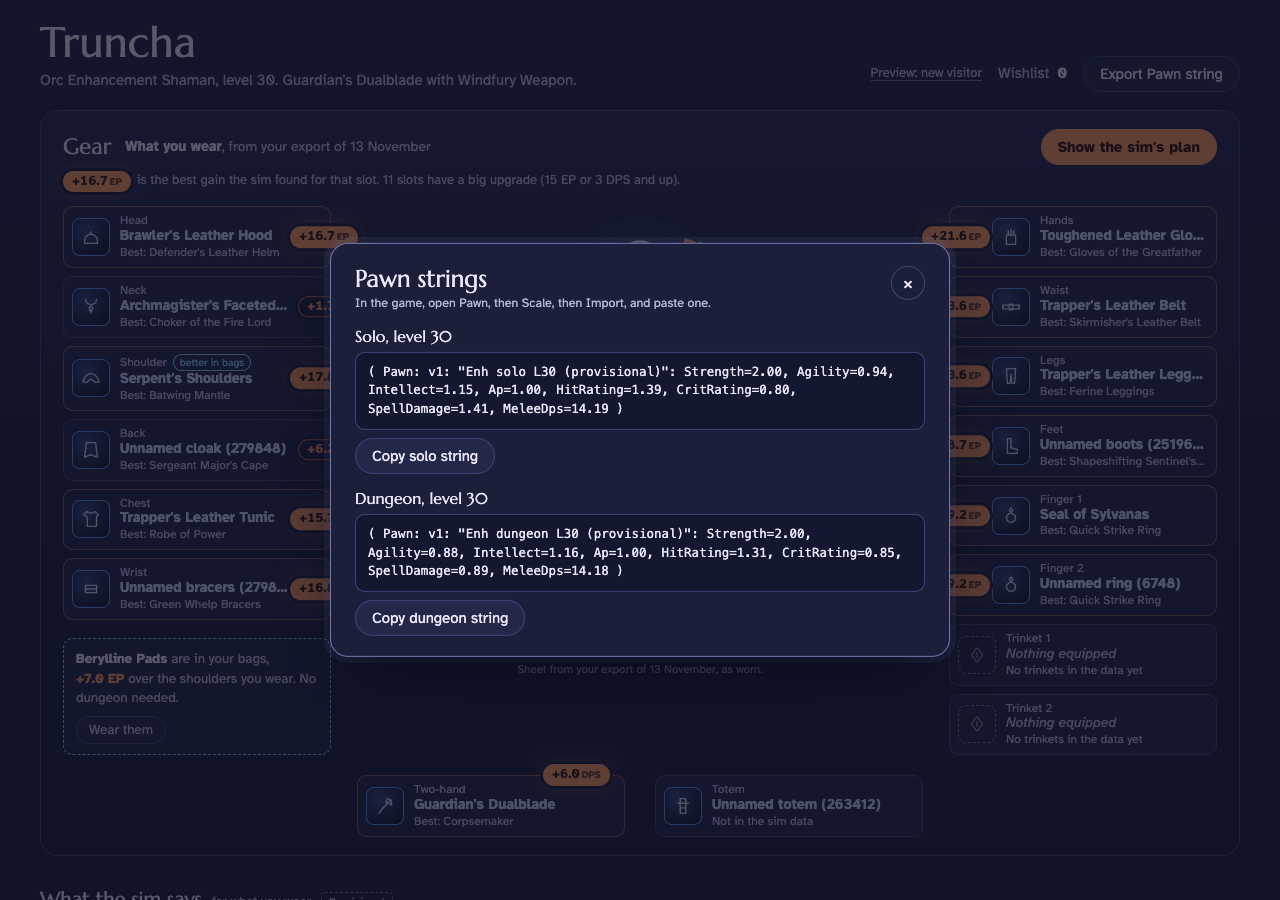 Truncha
Orc Enhancement Shaman, level 30. Guardian's Dualblade with Windfury Weapon.
Preview: new visitor
Wishlist 0
Export Pawn string
Gear What you wear, from your export of 13 November
Show the sim's plan
+16.7 EP is the best gain the sim found for that slot. 11 slots have a big upgrade (15 EP or 3 DPS and up).
Head
Brawler's Leather Hood
+16.7 EP
Best: Defender's Leather Helm
Neck
Archmagister's Faceted...
Best: Choker of the Fire Lord
Shoulder better in bags
Serpent's Shoulders
Best: Batwing Mantle
Back
Unnamed cloak (279848)
Best: Sergeant Major's Cape
Chest
Trapper's Leather Tunic
Best: Robe of Power
Wrist
Unnamed bracers (2798...
Best: Green Whelp Bracers
Berylline Pads are in your bags,
+7.0 EP over the shoulders you wear. No
dungeon needed.
Wear them
Pawn strings
×
In the game, open Pawn, then Scale, then Import, and paste one.
Solo, level 30
( Pawn: v1: "Enh solo L30 (provisional)": Strength=2.00, Agility=0.94,
Intellect=1.15, Ap=1.00, HitRating=1.39, CritRating=0.80,
SpellDamage=1.41, MeleeDps=14.19 )
Copy solo string
Dungeon, level 30
( Pawn: v1: "Enh dungeon L30 (provisional)": Strength=2.00,
Agility=0.88, Intellect=1.16, Ap=1.00, HitRating=1.31, CritRating=0.85,
SpellDamage=0.89, MeleeDps=14.18 )
Copy dungeon string
Sheet from your export of 13 November, as worn.
+21.6 EP
Hands
Toughened Leather Glo...
Best: Gloves of the Greatfather
Waist
Trapper's Leather Belt
Best: Skirmisher's Leather Belt
Legs
Trapper's Leather Legg...
Best: Ferine Leggings
Feet
Unnamed boots (25196...
Best: Shapeshifting Sentinel's...
Finger 1
Seal of Sylvanas
Best: Quick Strike Ring
Finger 2
Unnamed ring (6748)
Best: Quick Strike Ring
Trinket 1
Nothing equipped
No trinkets in the data yet
Trinket 2
Nothing equipped
No trinkets in the data yet
+6.0 DPS
Two-hand
Guardian's Dualblade
Best: Corpsemaker
Totem
Unnamed totem (263412)
Not in the sim data
What the sim says